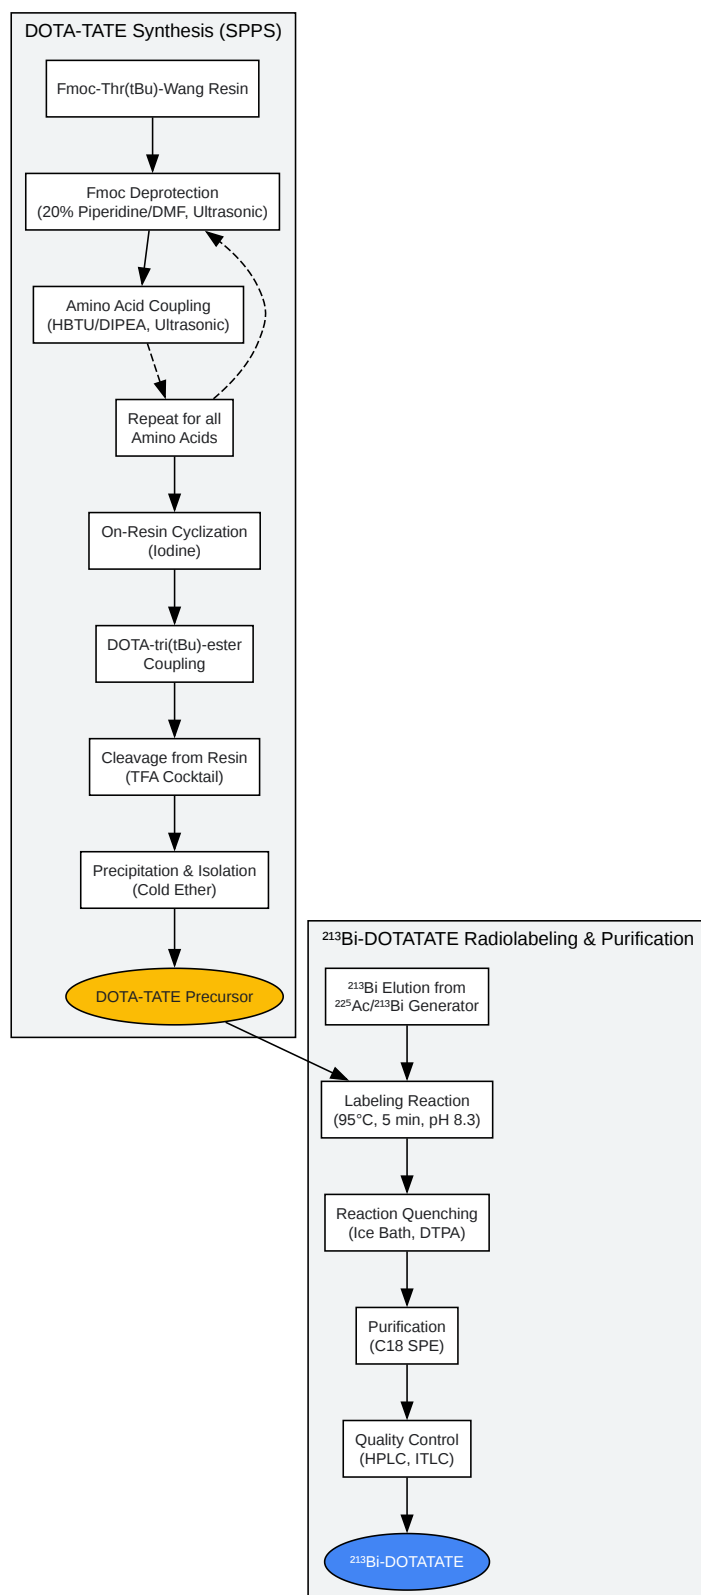 DOTA-TATE Synthesis (SPPS)
Fmoc-Thr(tBu)-Wang Resin
Fmoc Deprotection
(20% Piperidine/DMF, Ultrasonic)
Amino Acid Coupling
(HBTU/DIPEA, Ultrasonic)
Repeat for all
Amino Acids
On-Resin Cyclization
(Iodine)
DOTA-tri(tBu)-ester
Coupling
Cleavage from Resin
(TFA Cocktail)
Precipitation & Isolation
(Cold Ether)
DOTA-TATE Precursor
²¹³Bi-DOTATATE Radiolabeling & Purification
²¹³Bi Elution from
²²⁵Ac/²¹³Bi Generator
Labeling Reaction
(95°C, 5 min, pH 8.3)
Reaction Quenching
(Ice Bath, DTPA)
Purification
(C18 SPE)
Quality Control
(HPLC, ITLC)
²¹³Bi-DOTATATE